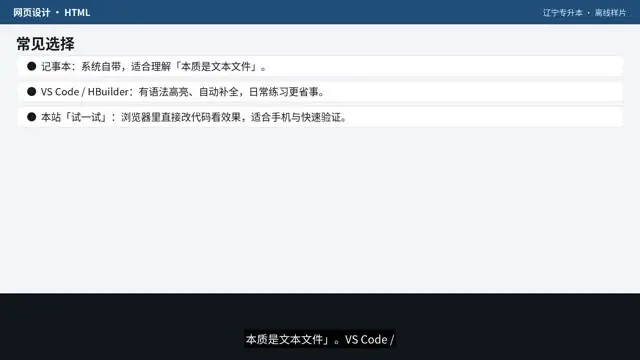 网页设计 • HTML
辽宁专升本 • 离线样片
常见选择
● 记事本：系统自带，适合理解「本质是文本文件」。
● VS Code / HBuilder：有语法高亮、自动补全，日常练习更省事。
● 本站「试一试」：浏览器里直接改代码看效果，适合手机与快速验证。
本质是文本文件」。VS Code /